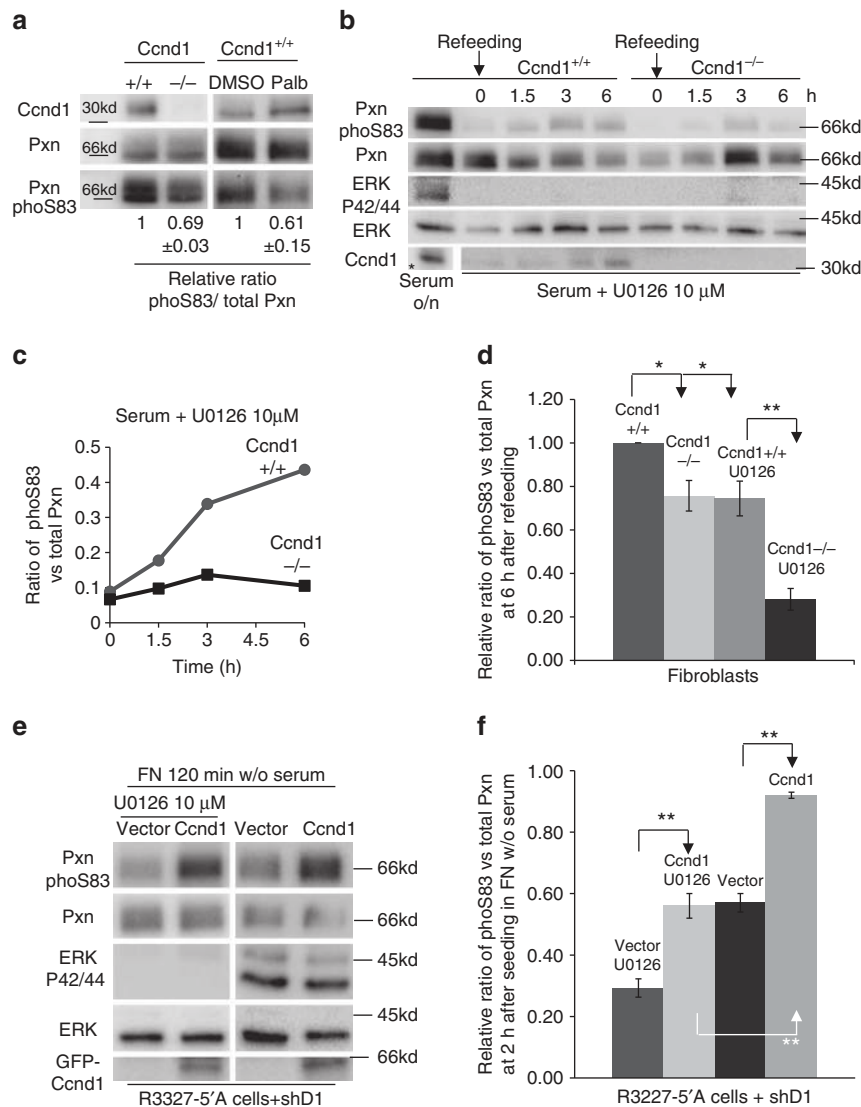 a
Ccnd1
Ccnd1+/+
+/+ –/– DMSO Palb
Ccnd1 30kd
Pxn 66kd
Pxn phoS83 66kd
1 0.69 ±0.03 1 0.61 ±0.15
Relative ratio
phoS83/ total Pxn
b
Refeeding Refeeding
Ccnd1+/+ Ccnd1–/–
0 1.5 3 6 0 1.5 3 6 h
Pxn
phoS83 66kd
Pxn 66kd
ERK
P42/44 45kd
ERK 45kd
Ccnd1 * 30kd
Serum
o/n
Serum + U0126 10 μM
c
Serum + U0126 10μM
Ratio of phoS83
vs total Pxn
0.5
0.4
0.3
0.2
0.1
0
Ccnd1
+/+
Ccnd1
–/–
0 1.5 3 4.5 6
Time (h)
d
Relative ratio of phoS83 vs total Pxn
at 6 h after refeeding
1.20
1.00
0.80
0.60
0.40
0.20
0.00
* * **
Ccnd1
+/+
Ccnd1
–/–
Ccnd1+/+
U0126
Ccnd1–/–
U0126
Fibroblasts
e
FN 120 min w/o serum
U0126 10 μM
Vector Ccnd1 Vector Ccnd1
Pxn
phoS83 66kd
Pxn 66kd
ERK
P42/44 45kd
ERK 45kd
GFP-
Ccnd1 66kd
R3327-5′A cells+shD1
f
Relative ratio of phoS83 vs total Pxn
at 2 h after seeding in FN w/o serum
1.00
0.80
0.60
0.40
0.20
0.00
**
**
Vector
U0126
Ccnd1
U0126
Vector
Ccnd1
**
R3227-5′A cells + shD1